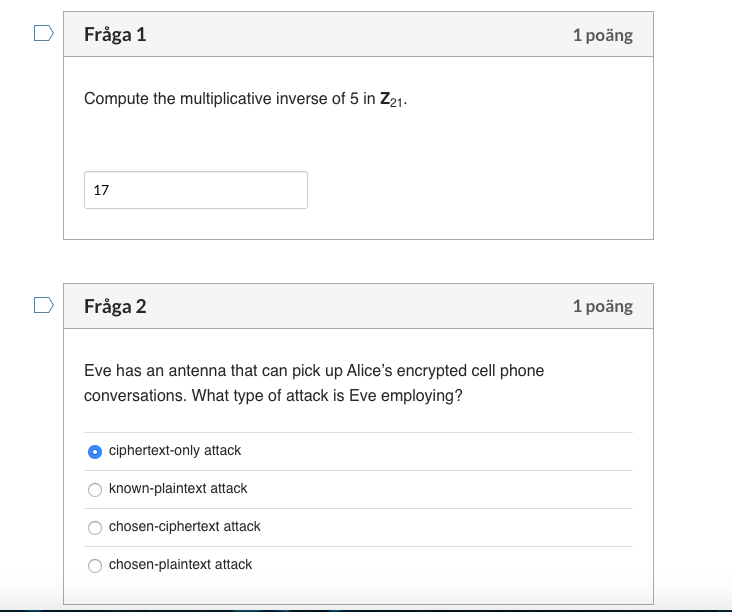 Fråga 1
1 poäng
Compute the multiplicative inverse of 5 in Z₂₁.
17
Fråga 2
1 poäng
Eve has an antenna that can pick up Alice’s encrypted cell phone
conversations. What type of attack is Eve employing?
ciphertext-only attack
known-plaintext attack
chosen-ciphertext attack
chosen-plaintext attack